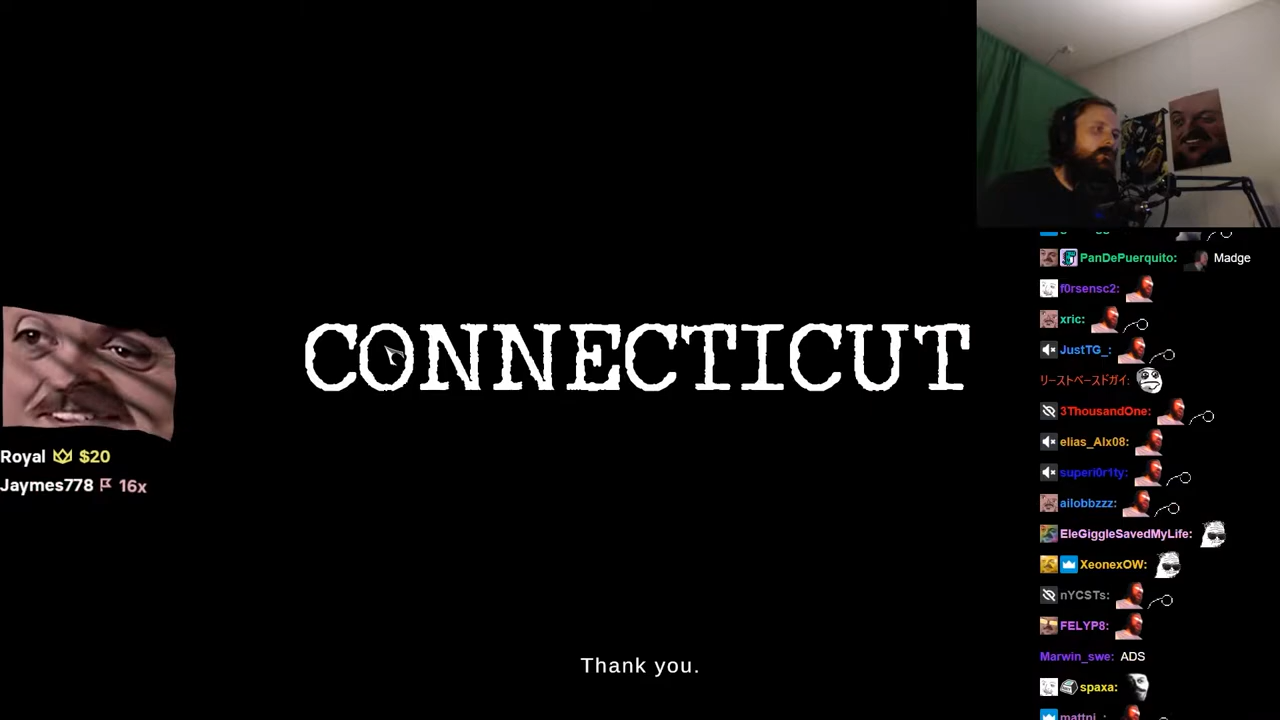 CONNECTICUT
Royal $20
Jaymes778 16x
Thank you.
PanDePuerquito: Madge
f0rsensc2:
xric:
JustTG_:
リーストベースドガイ:
3ThousandOne:
elias_Alx08:
superi0r1ty:
ailobbzzz:
EleGiggleSavedMyLife:
XeonexOW:
nYCSTs:
FELYP8:
Marwin_swe: ADS
spaxa: